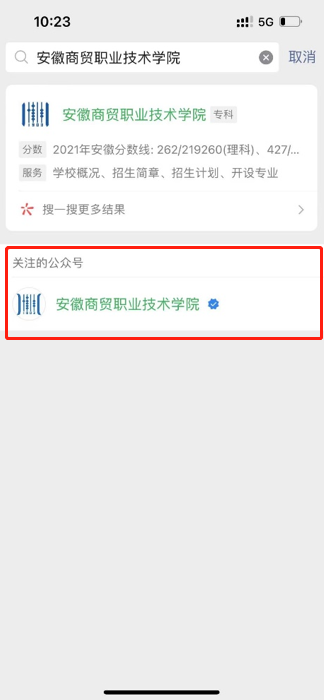 10:23 5G
安徽商贸职业技术学院 取消
安徽商贸职业技术学院 专科
分数 2021年安徽分数线: 262/219260(理科)、427/...
服务 学校概况、招生简章、招生计划、开设专业
搜一搜更多结果
关注的公众号
安徽商贸职业技术学院